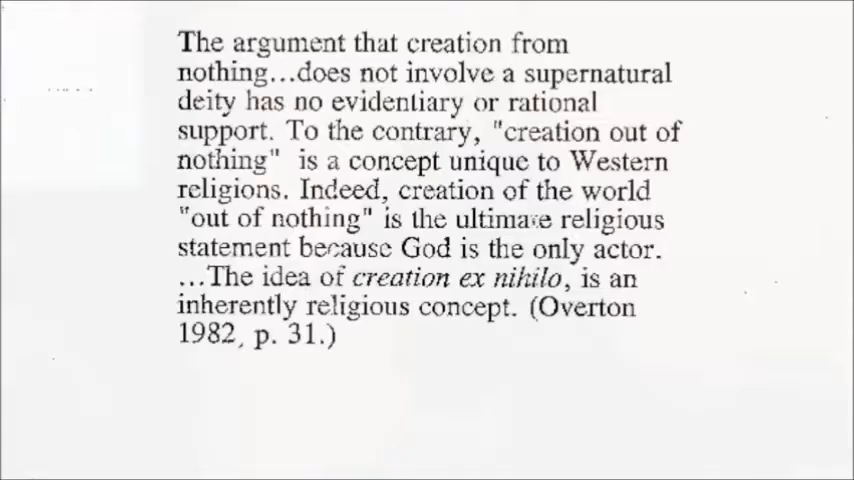 The argument that creation from
nothing...does not involve a supernatural
deity has no evidentiary or rational
support. To the contrary, "creation out of
nothing" is a concept unique to Western
religions. Indeed, creation of the world
"out of nothing" is the ultimate religious
statement because God is the only actor.
...The idea of creation ex nihilo, is an
inherently religious concept. (Overton
1982, p. 31.)